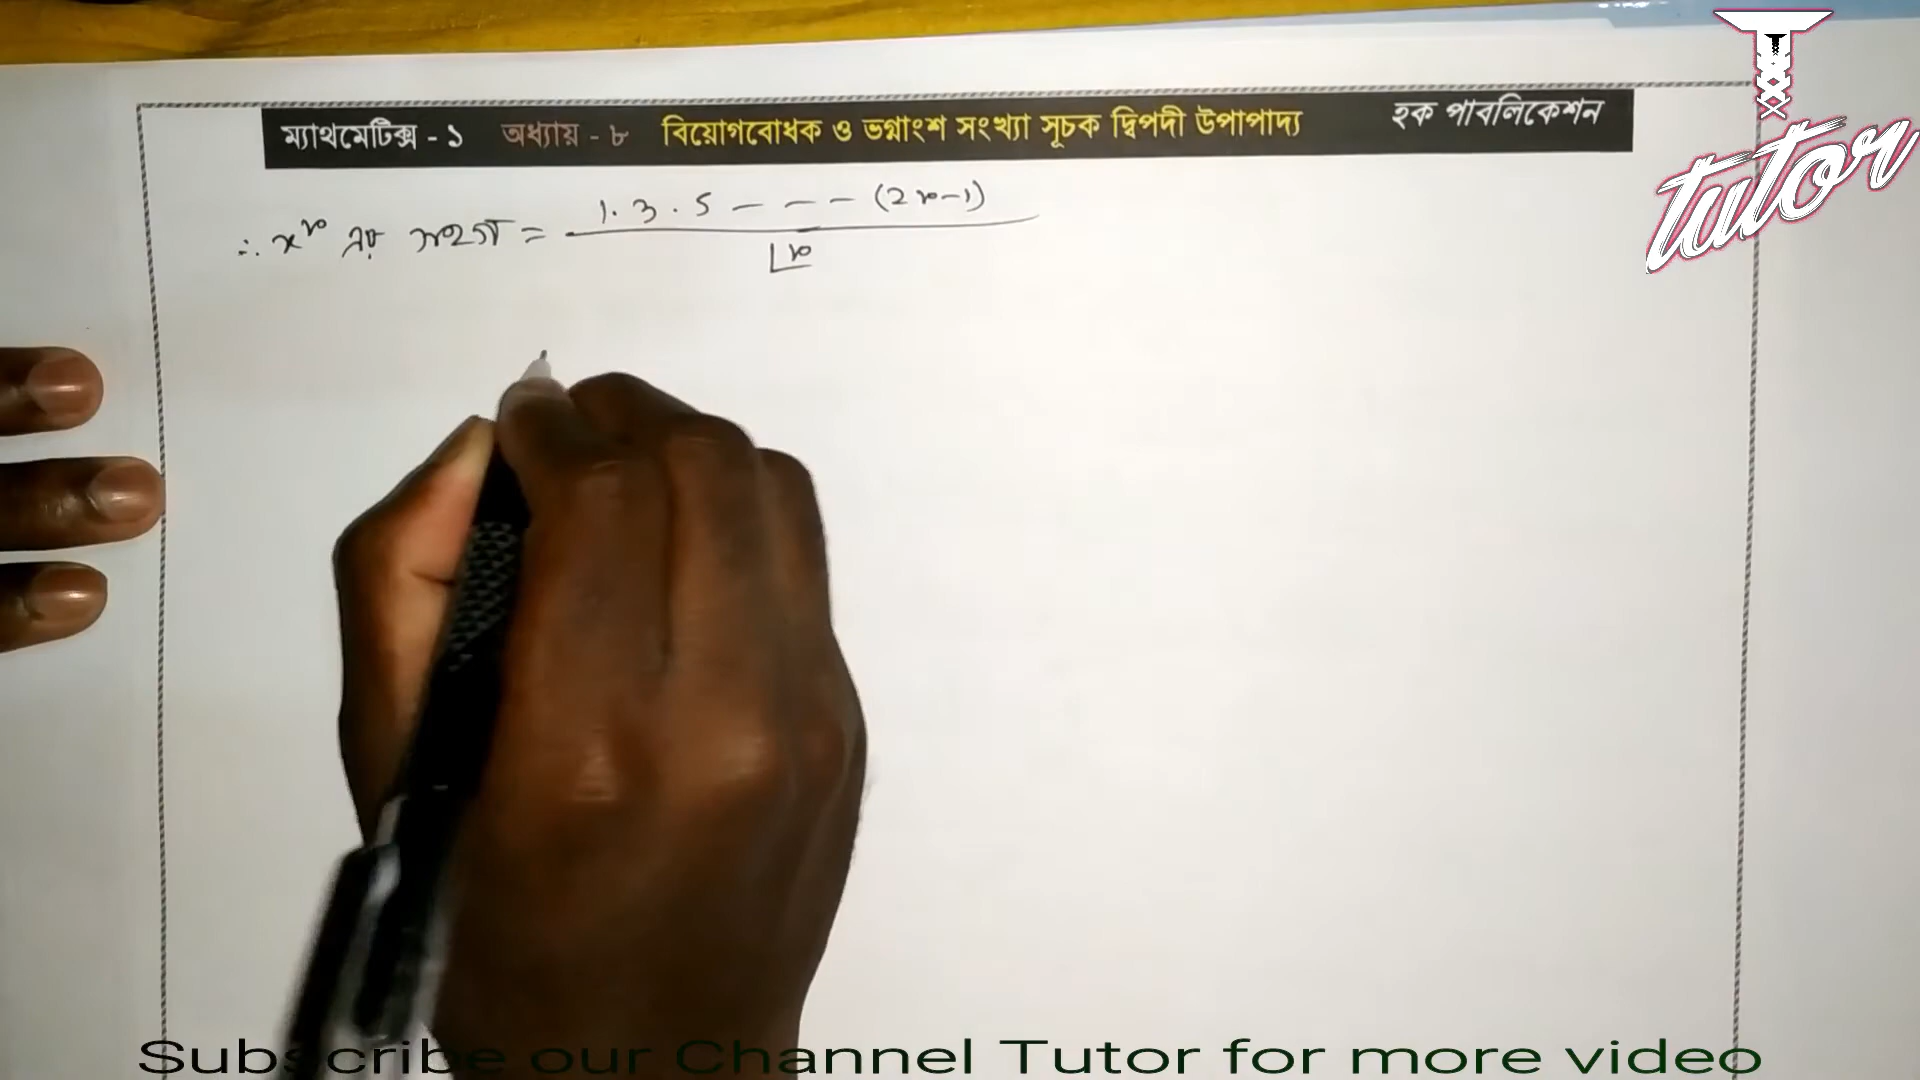 ম্যাথমেটিক্স - ১ অধ্যায় - ৮ বিয়োগবোধক ও ভগ্নাংশ সংখ্যা সূচক দ্বিপদী উপাপাদ্য হক পাবলিকেশন
T
tutor
∴ x^r এর সহগ = \frac{1.3.5 - - - (2r-1)}{⌊r}
Subscribe our Channel Tutor for more video